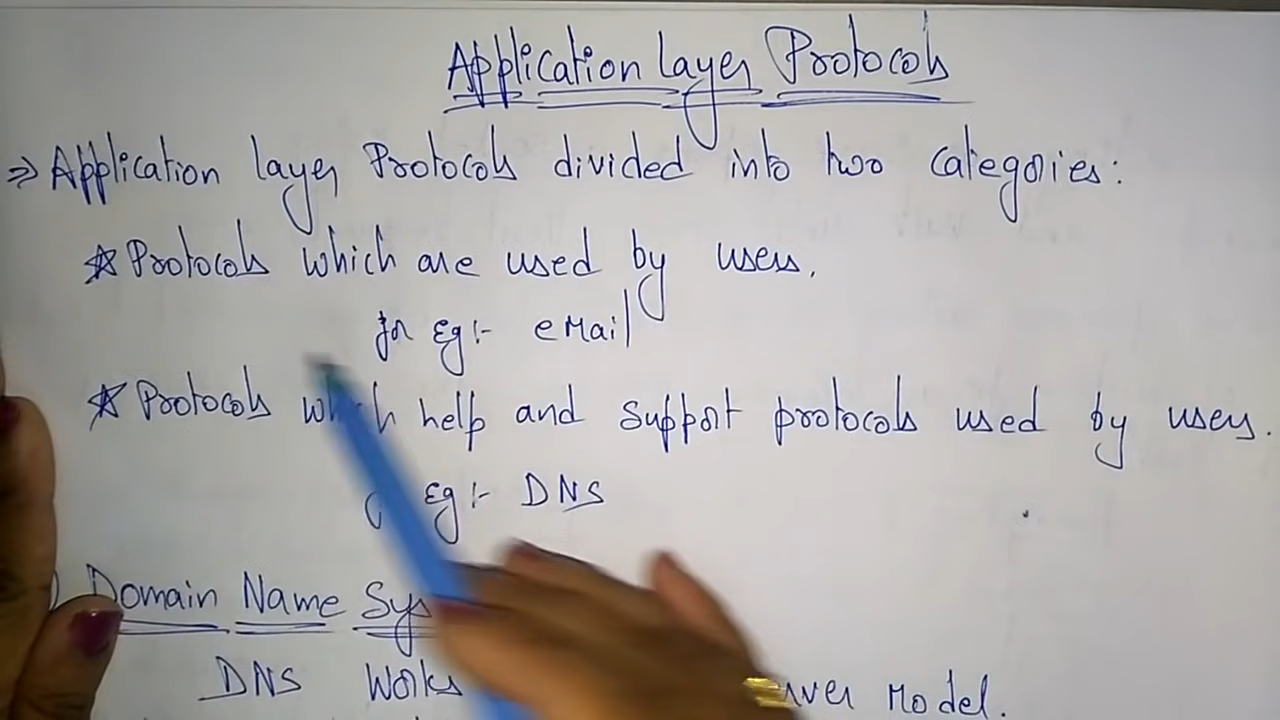 Application Layer Protocols
⇒ Application layer Protocols divided into two categories:
☆ Protocols which are used by users.
for Eg:- eMail
☆ Protocols which help and support protocols used by users.
Eg:- DNS
Domain Name
DNS Works
Model.